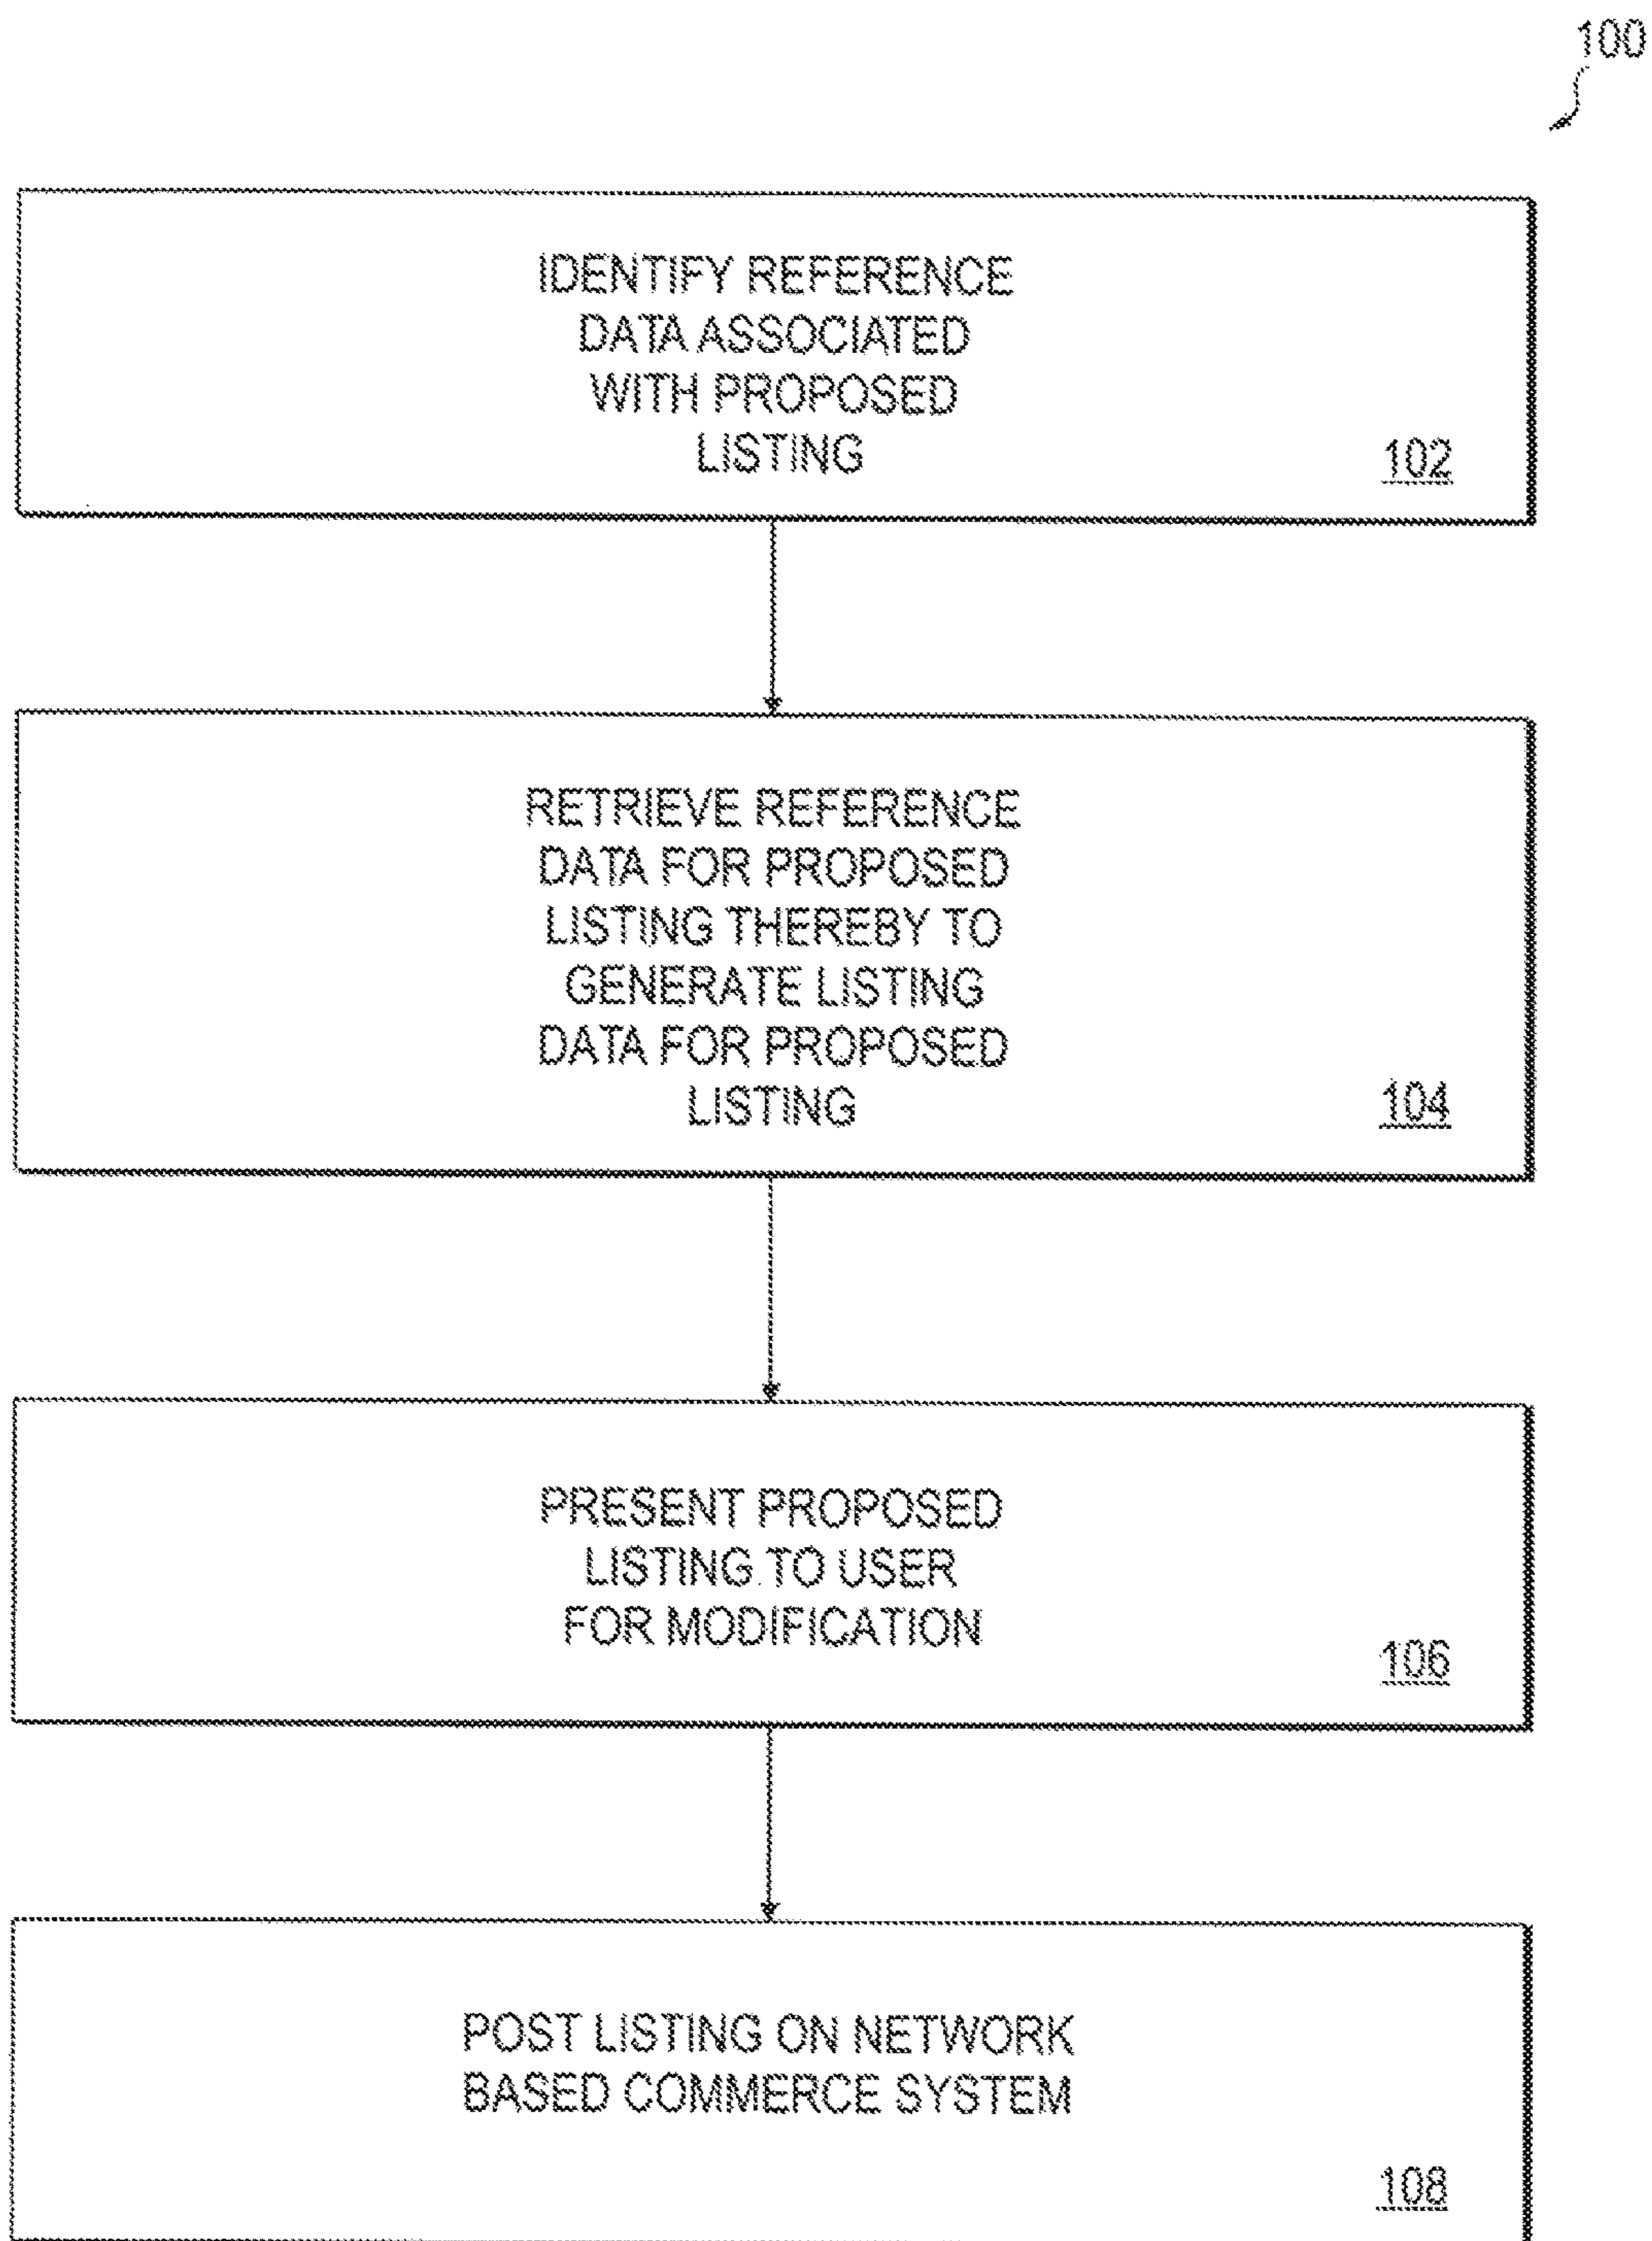 100
IDENTIFY REFERENCE
DATA ASSOCIATED
WITH PROPOSED
LISTING
102
RETRIEVE REFERENCE
DATA FOR PROPOSED
LISTING THEREBY TO
GENERATE LISTING
DATA FOR PROPOSED
LISTING
104
PRESENT PROPOSED
LISTING TO USER
FOR MODIFICATION
106
POST LISTING ON NETWORK
BASED COMMERCE SYSTEM
108